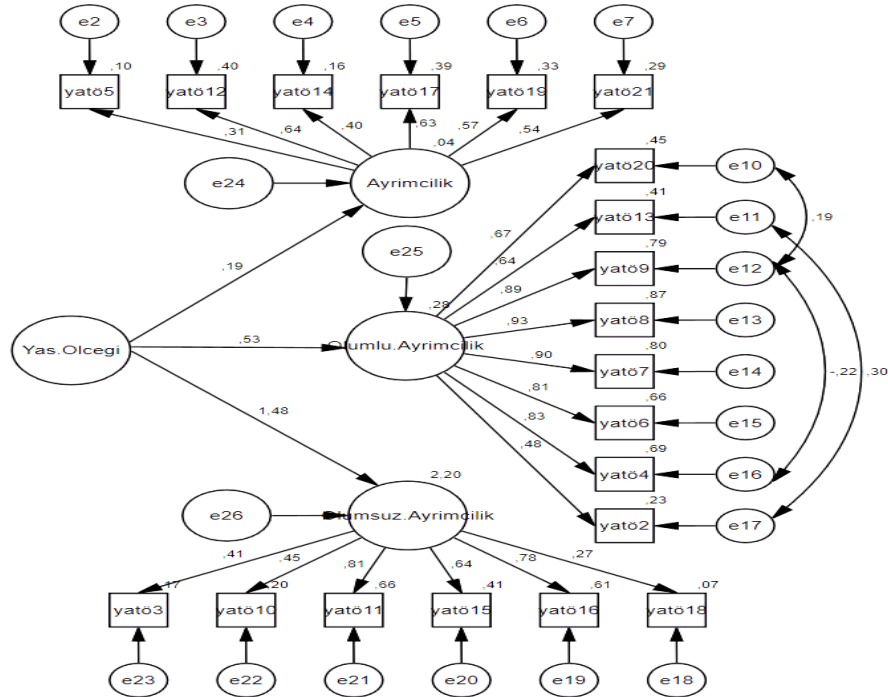 e2 e3 e4 e5 e6 e7
,10 ,40 ,16 ,39 ,33 ,29
yatö5 yatö12 yatö14 yatö17 yatö19 yatö21
,31 ,64 ,40 ,63 ,57 ,54
,04
e24 Ayrimcilik
,45
yatö20 e10
,41
yatö13 e11
,19
e25
,67 ,64 ,79
yatö9 e12
,19
,89 ,87
,28
,93 yatö8 e13
,53
Yas.Olcegi Olumlu.Ayrimcilik
,90 ,80
yatö7 e14
-,22 ,30
,81 ,66
yatö6 e15
1,48
,83 ,69
,48 yatö4 e16
2,20 ,23
e26 Olumsuz.Ayrimcilik yatö2 e17
,41 ,45 ,81 ,64 ,78 ,27
,17 ,20 ,66 ,41 ,61 ,07
yatö3 yatö10 yatö11 yatö15 yatö16 yatö18
e23 e22 e21 e20 e19 e18